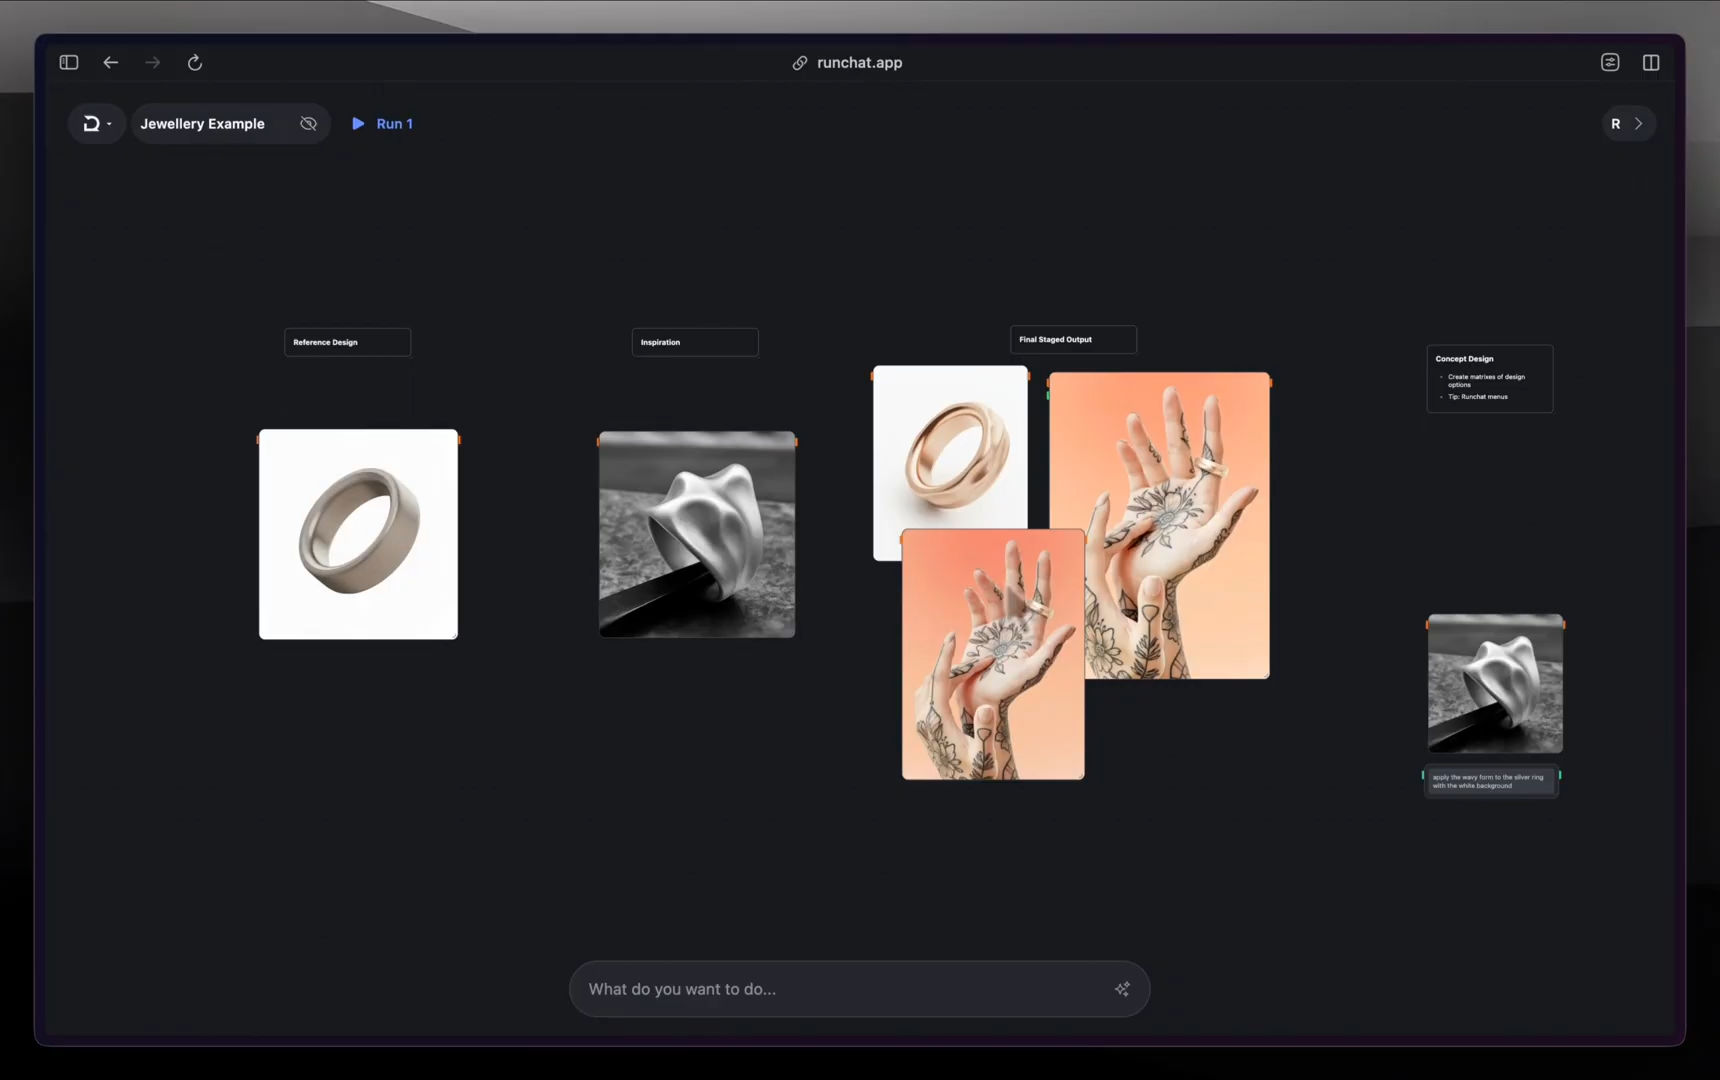 runchat.app
Jewellery Example
Run 1
R
Reference Design
Inspiration
Final Staged Output
Concept Design
Create matrixes of design
options
Tip: Runchat menus
apply the wavy form to the silver ring
with the white background
What do you want to do...